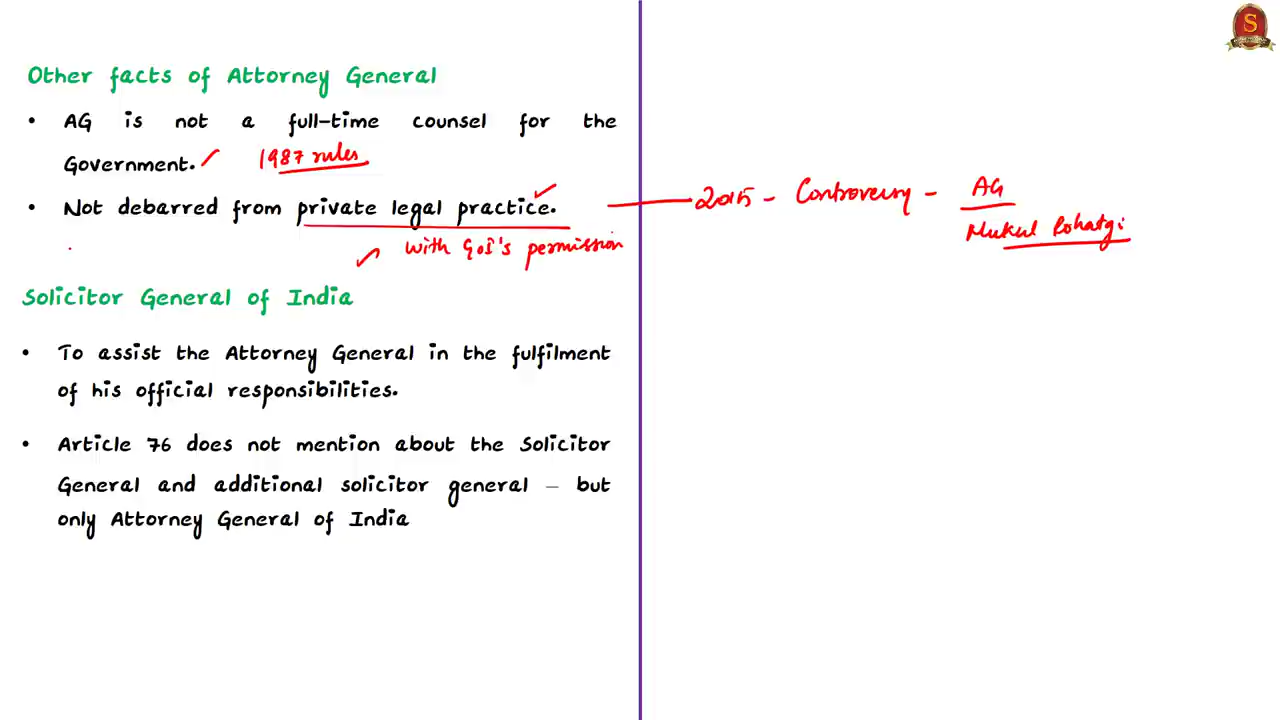 Other facts of Attorney General
• AG is not a full-time counsel for the
Government. 1987 rules
• Not debarred from private legal practice.
with GoI's permission
2015 - Controversy - AG
Mukul Rohatgi
Solicitor General of India
• To assist the Attorney General in the fulfilment
of his official responsibilities.
• Article 76 does not mention about the Solicitor
General and additional solicitor general – but
only Attorney General of India
S